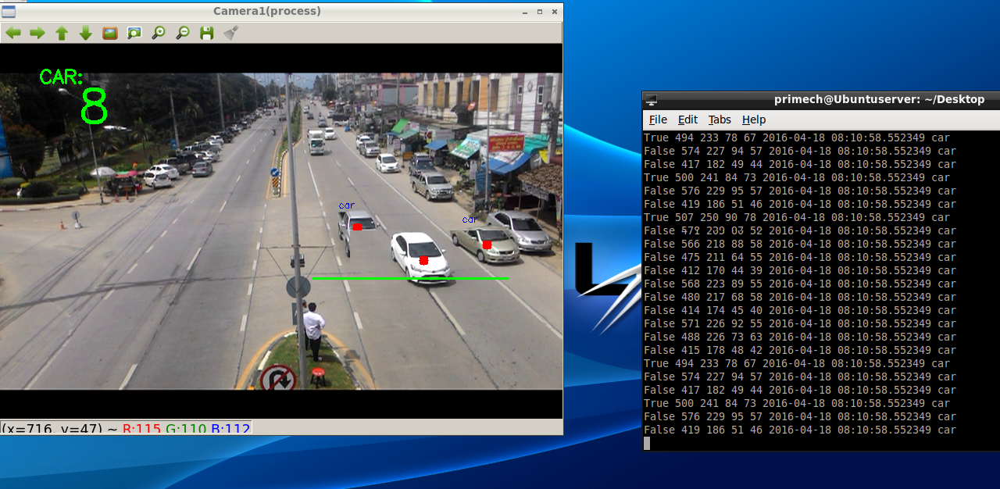 Camera1(process)
CAR:
8
car
car
(x=716, y=47) ~ R:115 G:110 B:112
primech@Ubuntuserver: ~/Desktop
File Edit Tabs Help
True 494 233 78 67 2016-04-18 08:10:58.552349 car
False 574 227 94 57 2016-04-18 08:10:58.552349 car
False 417 182 49 44 2016-04-18 08:10:58.552349 car
True 500 241 84 73 2016-04-18 08:10:58.552349 car
False 576 229 95 57 2016-04-18 08:10:58.552349 car
False 419 186 51 46 2016-04-18 08:10:58.552349 car
True 507 250 90 78 2016-04-18 08:10:58.552349 car
False 2016-04-18 08:10:58.552349 car
False 566 218 88 58 2016-04-18 08:10:58.552349 car
False 475 211 64 55 2016-04-18 08:10:58.552349 car
False 412 170 44 39 2016-04-18 08:10:58.552349 car
False 568 223 89 55 2016-04-18 08:10:58.552349 car
False 480 217 68 58 2016-04-18 08:10:58.552349 car
False 414 174 45 40 2016-04-18 08:10:58.552349 car
False 571 226 92 55 2016-04-18 08:10:58.552349 car
False 488 226 73 63 2016-04-18 08:10:58.552349 car
False 415 178 48 42 2016-04-18 08:10:58.552349 car
True 494 233 78 67 2016-04-18 08:10:58.552349 car
False 574 227 94 57 2016-04-18 08:10:58.552349 car
False 417 182 49 44 2016-04-18 08:10:58.552349 car
True 500 241 84 73 2016-04-18 08:10:58.552349 car
False 576 229 95 57 2016-04-18 08:10:58.552349 car
False 419 186 51 46 2016-04-18 08:10:58.552349 car